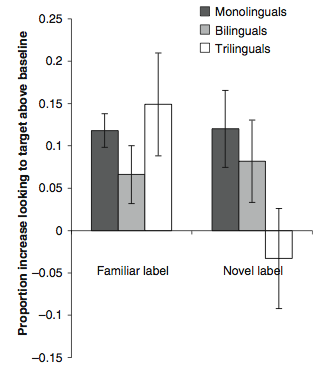 Monolinguals
Bilinguals
Trilinguals
Proportion increase looking to target above baseline
0.25
0.2
0.15
0.1
0.05
0
−0.05
−0.1
−0.15
Familiar label
Novel label